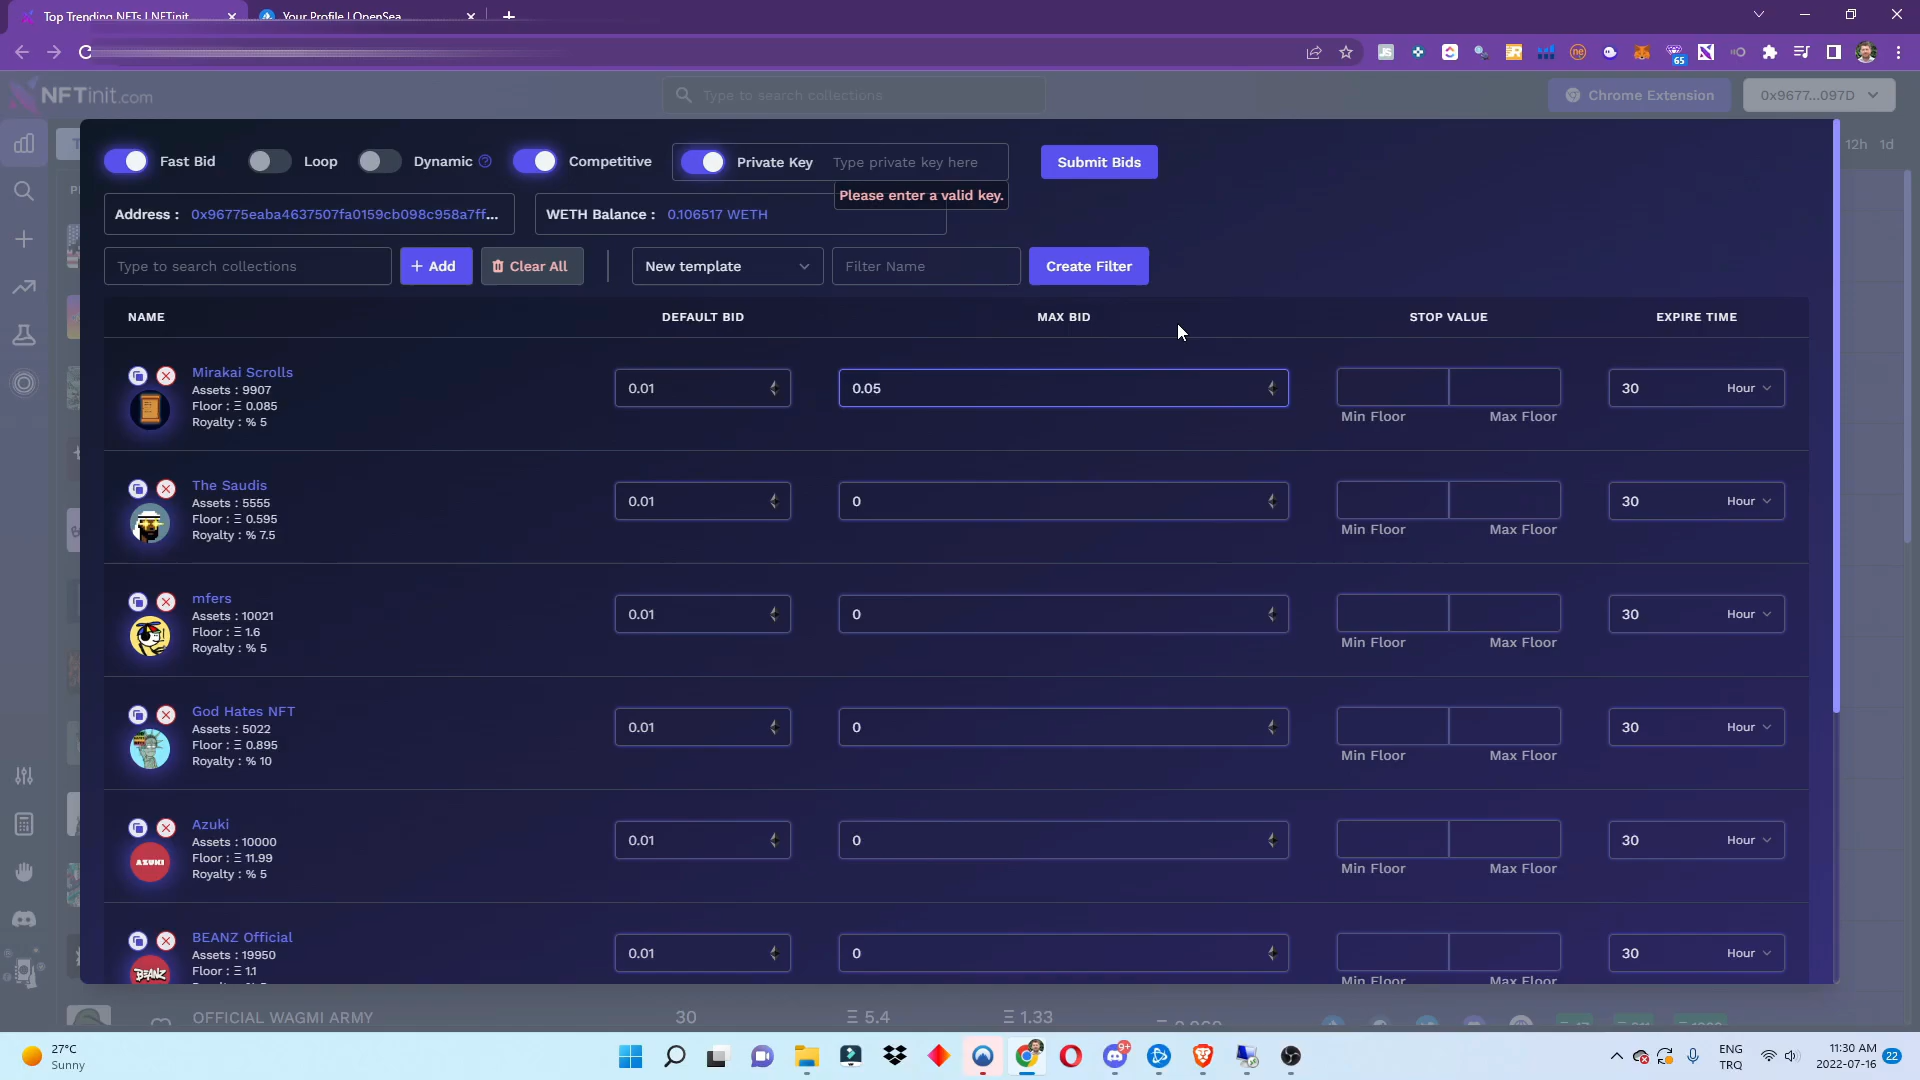 Top Trending NFTs | NFTinit
Your Profile | OpenSea
65
NFTinit.com
Type to search collections
Chrome Extension
0x9677...097D
12h 1d
Fast Bid
Loop
Dynamic
Competitive
Private Key
Type private key here
Submit Bids
Please enter a valid key.
Address : 0x96775eaba4637507fa0159cb098c958a7ff...
WETH Balance : 0.106517 WETH
Type to search collections
+ Add
Clear All
New template
Filter Name
Create Filter
NAME DEFAULT BID MAX BID STOP VALUE EXPIRE TIME
Mirakai Scrolls
Assets : 9907
Floor : Ξ 0.085
Royalty : % 5
0.01
0.05
Min Floor Max Floor
30 Hour
The Saudis
Assets : 5555
Floor : Ξ 0.595
Royalty : % 7.5
0.01
0
Min Floor Max Floor
30 Hour
mfers
Assets : 10021
Floor : Ξ 1.6
Royalty : % 5
0.01
0
Min Floor Max Floor
30 Hour
God Hates NFT
Assets : 5022
Floor : Ξ 0.895
Royalty : % 10
0.01
0
Min Floor Max Floor
30 Hour
Azuki
Assets : 10000
Floor : Ξ 11.99
Royalty : % 5
AZUKI
0.01
0
Min Floor Max Floor
30 Hour
BEANZ Official
Assets : 19950
Floor : Ξ 1.1
BEANZ
0.01
0
Min Floor Max Floor
30 Hour
OFFICIAL WAGMI ARMY 30 Ξ 5.4 Ξ 1.33
27°C
Sunny
9+
ENG
TRQ
11:30 AM
2022-07-16
22